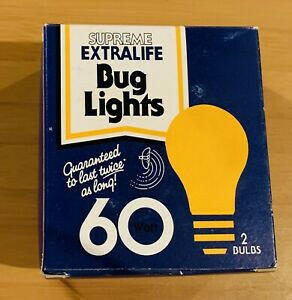 SUPREME
EXTRALIFE
Bug
Lights
Guaranteed
to last twice*
as long!
60
Watt
2
BULBS